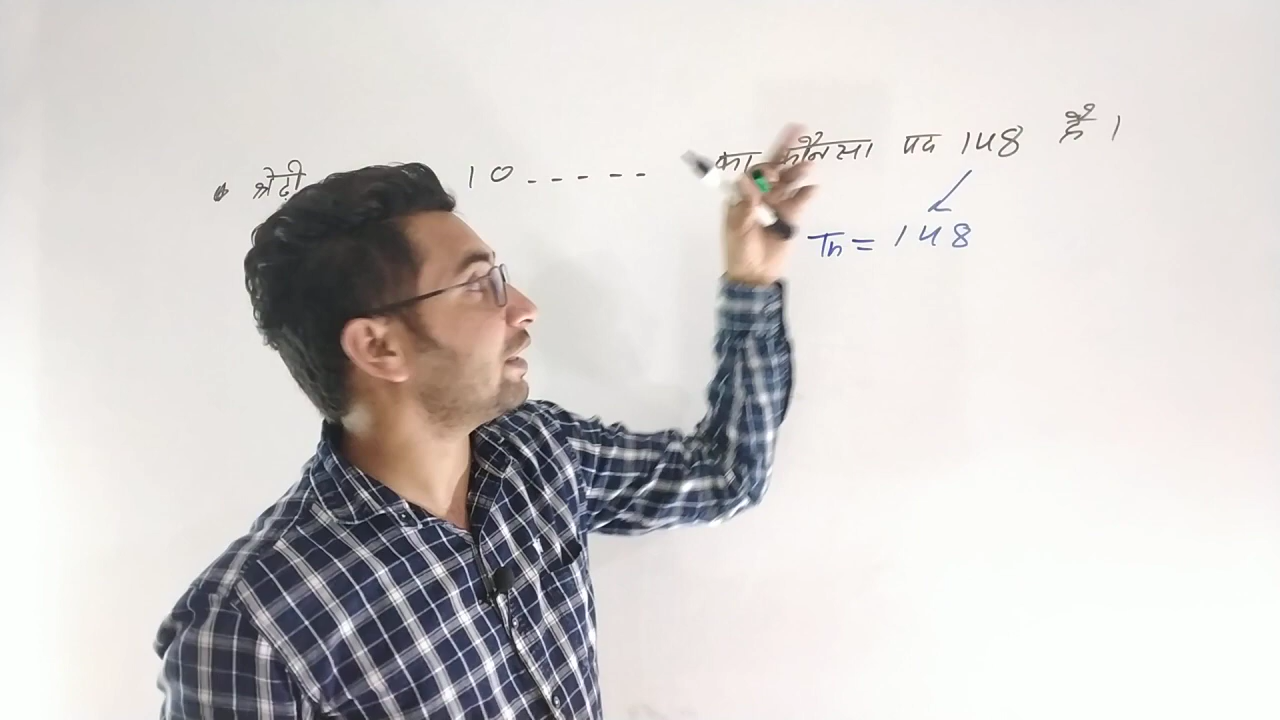 श्रेढ़ी 10 ----- का कौनसा पद 148 है।
Tn = 148